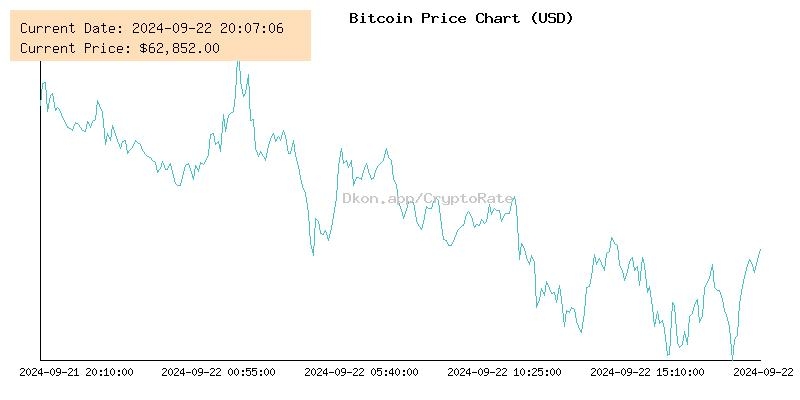 Bitcoin Price Chart (USD)
Current Date: 2024-09-22 20:07:06
Current Price: $62,852.00
Dkon.app/CryptoRate
2024-09-21 20:10:00 2024-09-22 00:55:00 2024-09-22 05:40:00 2024-09-22 10:25:00 2024-09-22 15:10:00 2024-09-22